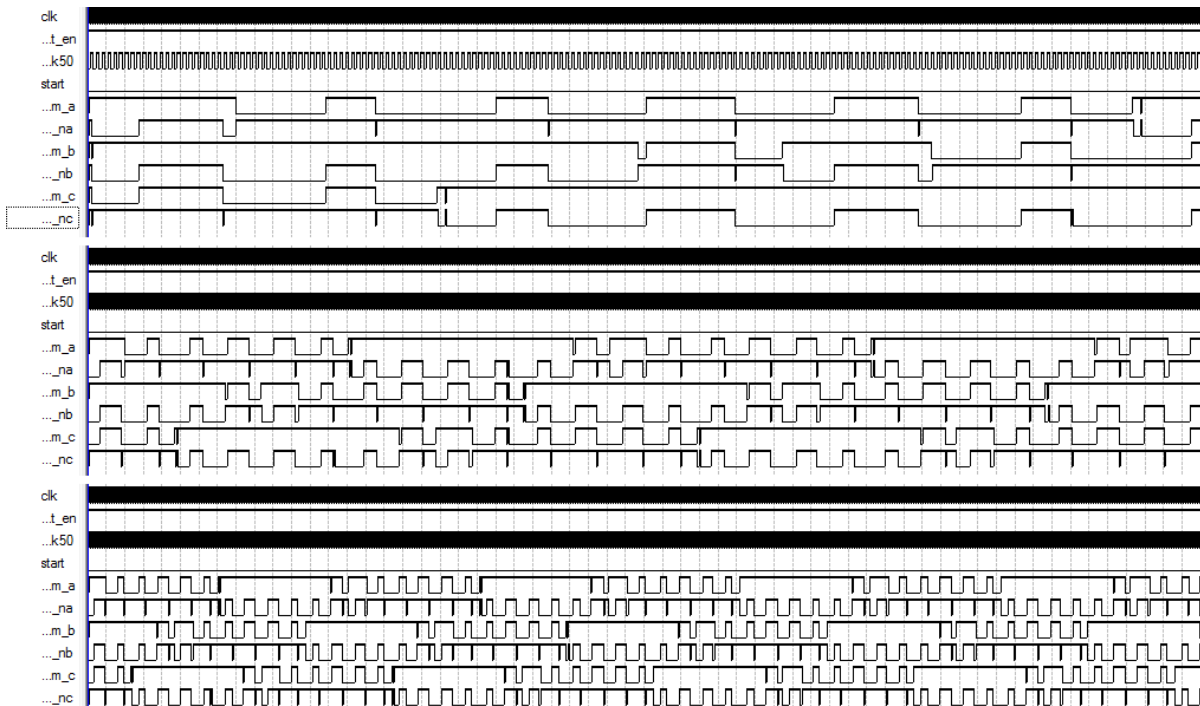 clk
...t_en
...k50
start
...m_a
..._na
...m_b
..._nb
...m_c
..._nc
clk
...t_en
...k50
start
...m_a
..._na
...m_b
..._nb
...m_c
..._nc
clk
...t_en
...k50
start
...m_a
..._na
...m_b
..._nb
...m_c
..._nc